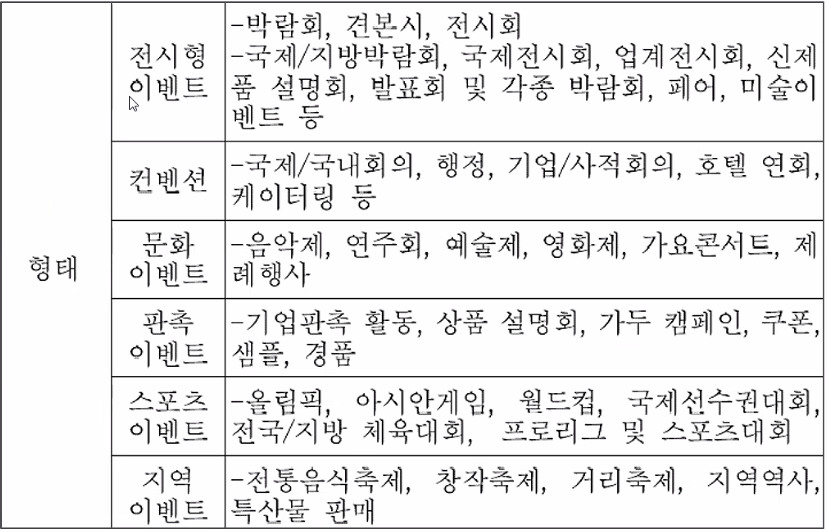 형태
전시형
이벤트
-박람회, 견본시, 전시회
-국제/지방박람회, 국제전시회, 업계전시회, 신제
품 설명회, 발표회 및 각종 박람회, 페어, 미술이
벤트 등
컨벤션
-국제/국내회의, 행정, 기업/사적회의, 호텔 연회,
케이터링 등
문화
이벤트
-음악제, 연주회, 예술제, 영화제, 가요콘서트, 제
례행사
판촉
이벤트
-기업판촉 활동, 상품 설명회, 가두 캠페인, 쿠폰,
샘플, 경품
스포츠
이벤트
-올림픽, 아시안게임, 월드컵, 국제선수권대회,
전국/지방 체육대회, 프로리그 및 스포츠대회
지역
이벤트
-전통음식축제, 창작축제, 거리축제, 지역역사,
특산물 판매